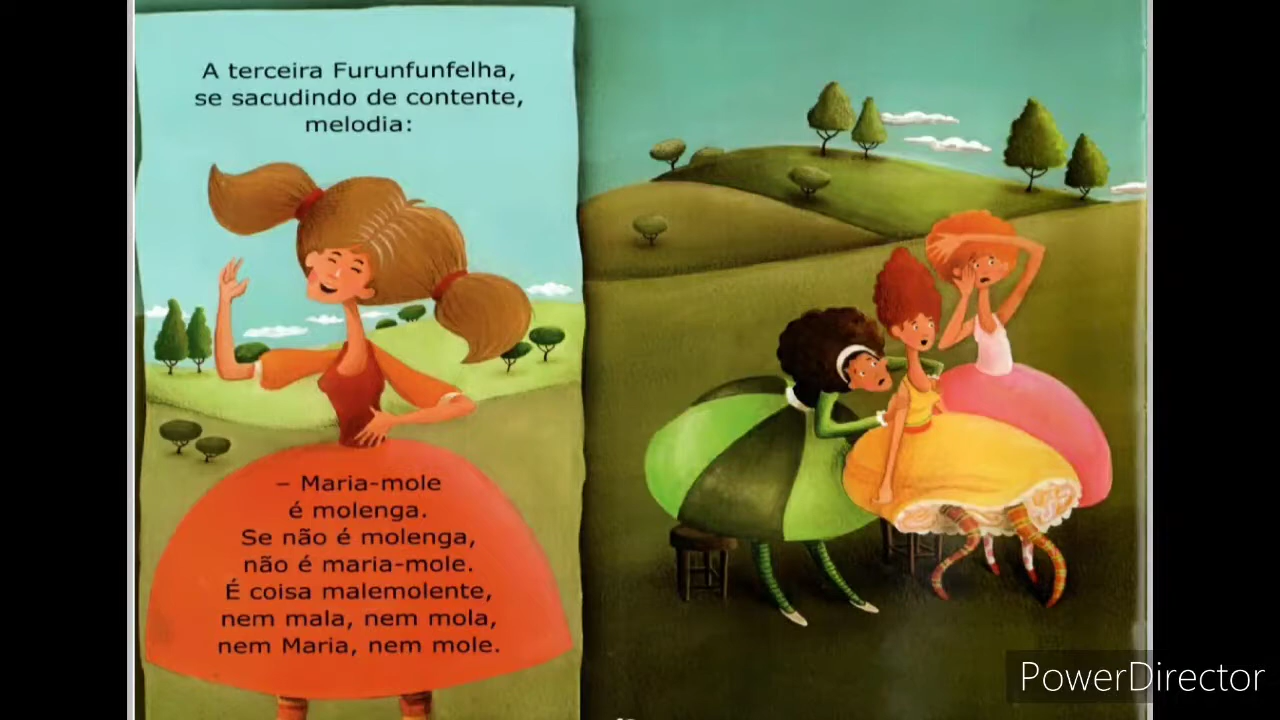 A terceira Furunfunfelha,
se sacudindo de contente,
melodia:
– Maria-mole
é molenga.
Se não é molenga,
não é maria-mole.
É coisa malemolente,
nem mala, nem mola,
nem Maria, nem mole.
PowerDirector